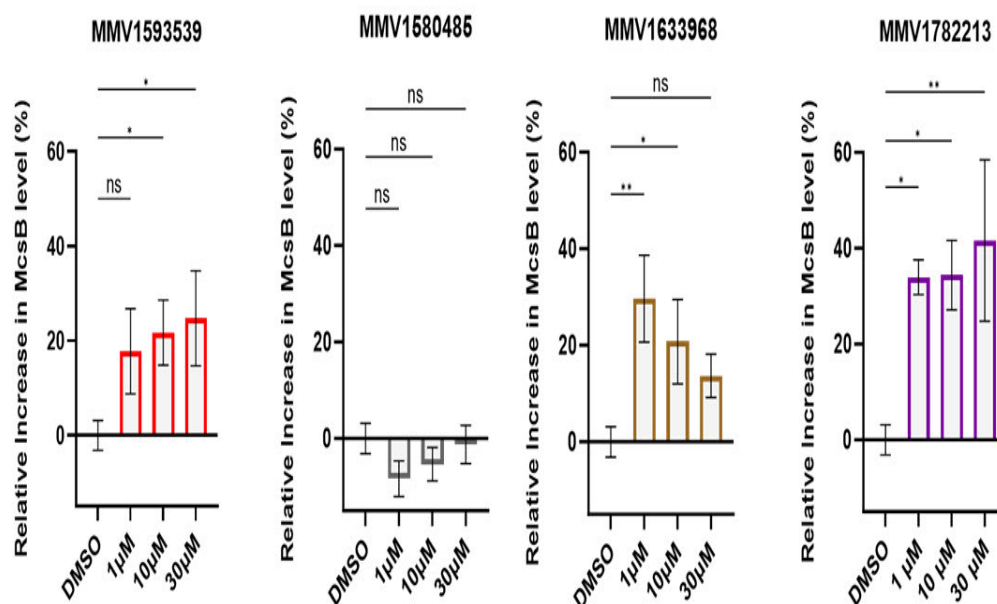 MMV1593539
*
*
ns
Relative Increase in McsB level (%)
60
40
20
0
DMSO
1µM
10µM
30µM
MMV1580485
ns
ns
ns
Relative Increase in McsB level (%)
60
40
20
0
DMSO
1µM
10µM
30µM
MMV1633968
ns
*
**
Relative Increase in McsB level (%)
60
40
20
0
DMSO
1µM
10µM
30µM
MMV1782213
**
*
*
Relative Increase in McsB level (%)
60
40
20
0
DMSO
1 µM
10 µM
30 µM